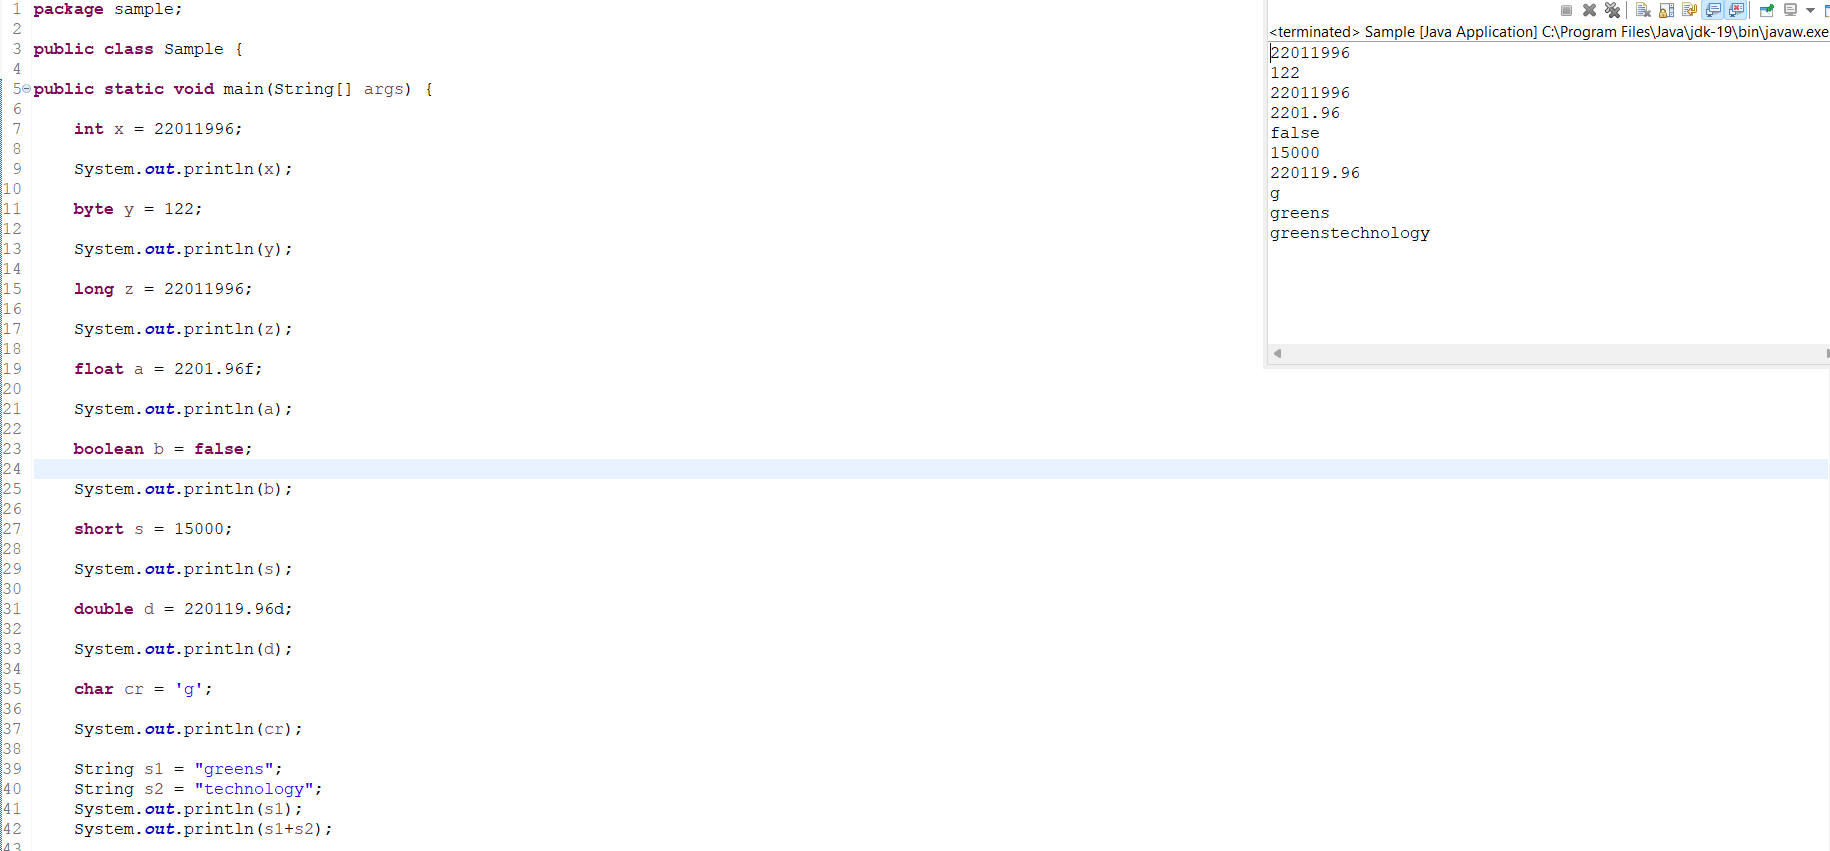 1 package sample;
2
3 public class Sample {
4
5 public static void main(String[] args) {
6
7 int x = 22011996;
8
9 System.out.println(x);
10
11 byte y = 122;
12
13 System.out.println(y);
14
15 long z = 22011996;
16
17 System.out.println(z);
18
19 float a = 2201.96f;
20
21 System.out.println(a);
22
23 boolean b = false;
24
25 System.out.println(b);
26
27 short s = 15000;
28
29 System.out.println(s);
30
31 double d = 220119.96d;
32
33 System.out.println(d);
34
35 char cr = 'g';
36
37 System.out.println(cr);
38
39 String s1 = "greens";
40 String s2 = "technology";
41 System.out.println(s1);
42 System.out.println(s1+s2);
43
<terminated> Sample [Java Application] C:\Program Files\Java\jdk-19\bin\javaw.exe
22011996
122
22011996
2201.96
false
15000
220119.96
g
greens
greenstechnology